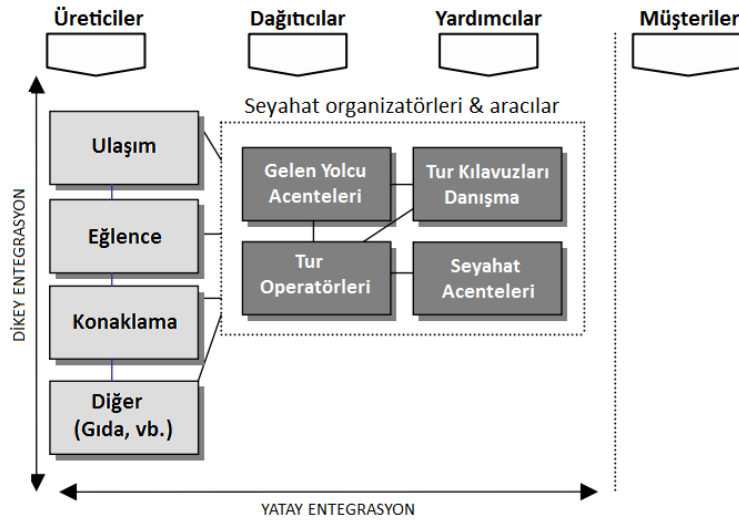 Üreticiler
Dağıtıcılar
Yardımcılar
Müşteriler
Seyahat organizatörleri & aracılar
Ulaşım
Eğlence
Konaklama
Diğer
(Gıda, vb.)
Gelen Yolcu
Acenteleri
Tur Kılavuzları
Danışma
Tur
Operatörleri
Seyahat
Acenteleri
DİKEY ENTEGRASYON
YATAY ENTEGRASYON